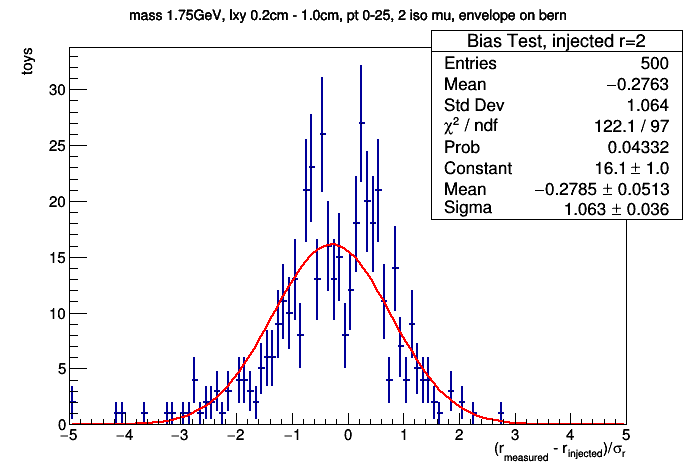 mass 1.75GeV, lxy 0.2cm - 1.0cm, pt 0-25, 2 iso mu, envelope on bern
Bias Test, injected r=2
Entries 500
Mean −0.2763
Std Dev 1.064
χ² / ndf 122.1 / 97
Prob 0.04332
Constant 16.1 ± 1.0
Mean −0.2785 ± 0.0513
Sigma 1.063 ± 0.036
toys
30
25
20
15
10
5
0
−5 −4 −3 −2 −1 0 1 2 3 4 5
(r_measured - r_injected)/σ_r